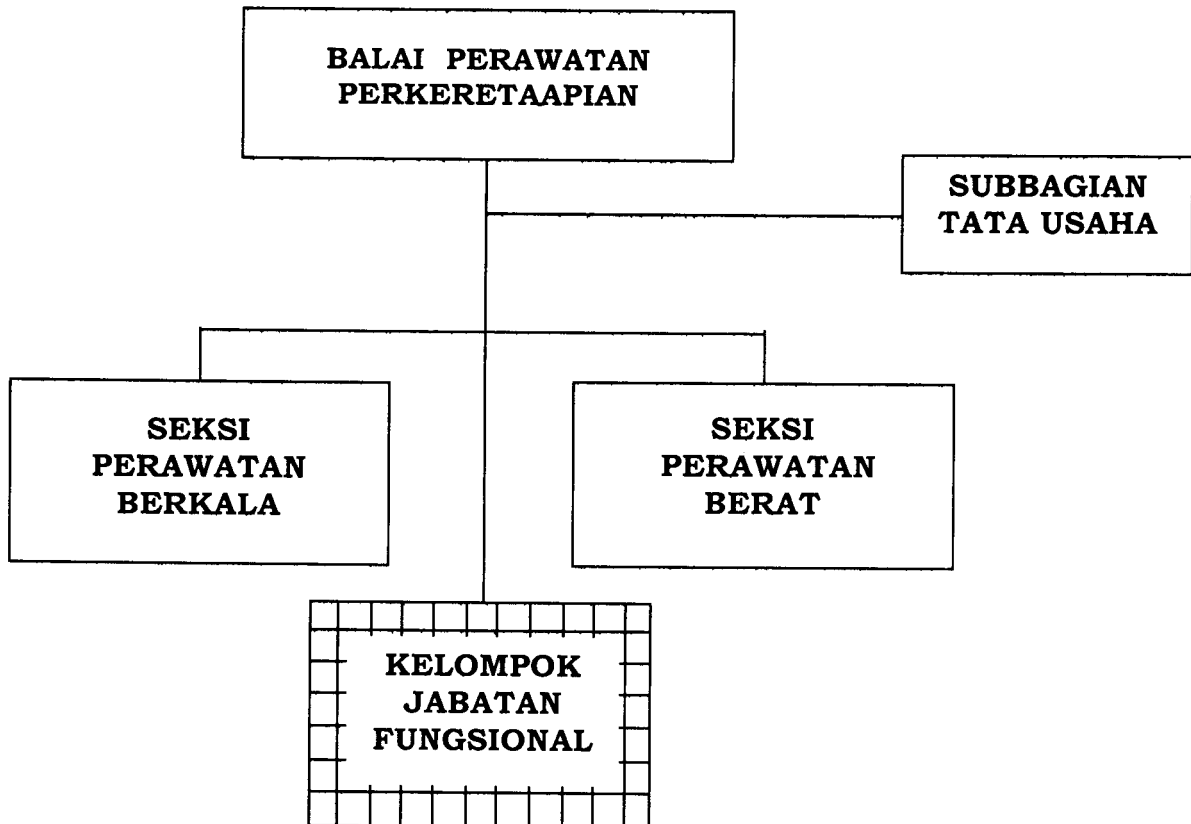 BALAI PERAWATAN
PERKERETAAPIAN
SUBBAGIAN
TATA USAHA
SEKSI
PERAWATAN
BERKALA
SEKSI
PERAWATAN
BERAT
KELOMPOK
JABATAN
FUNGSIONAL